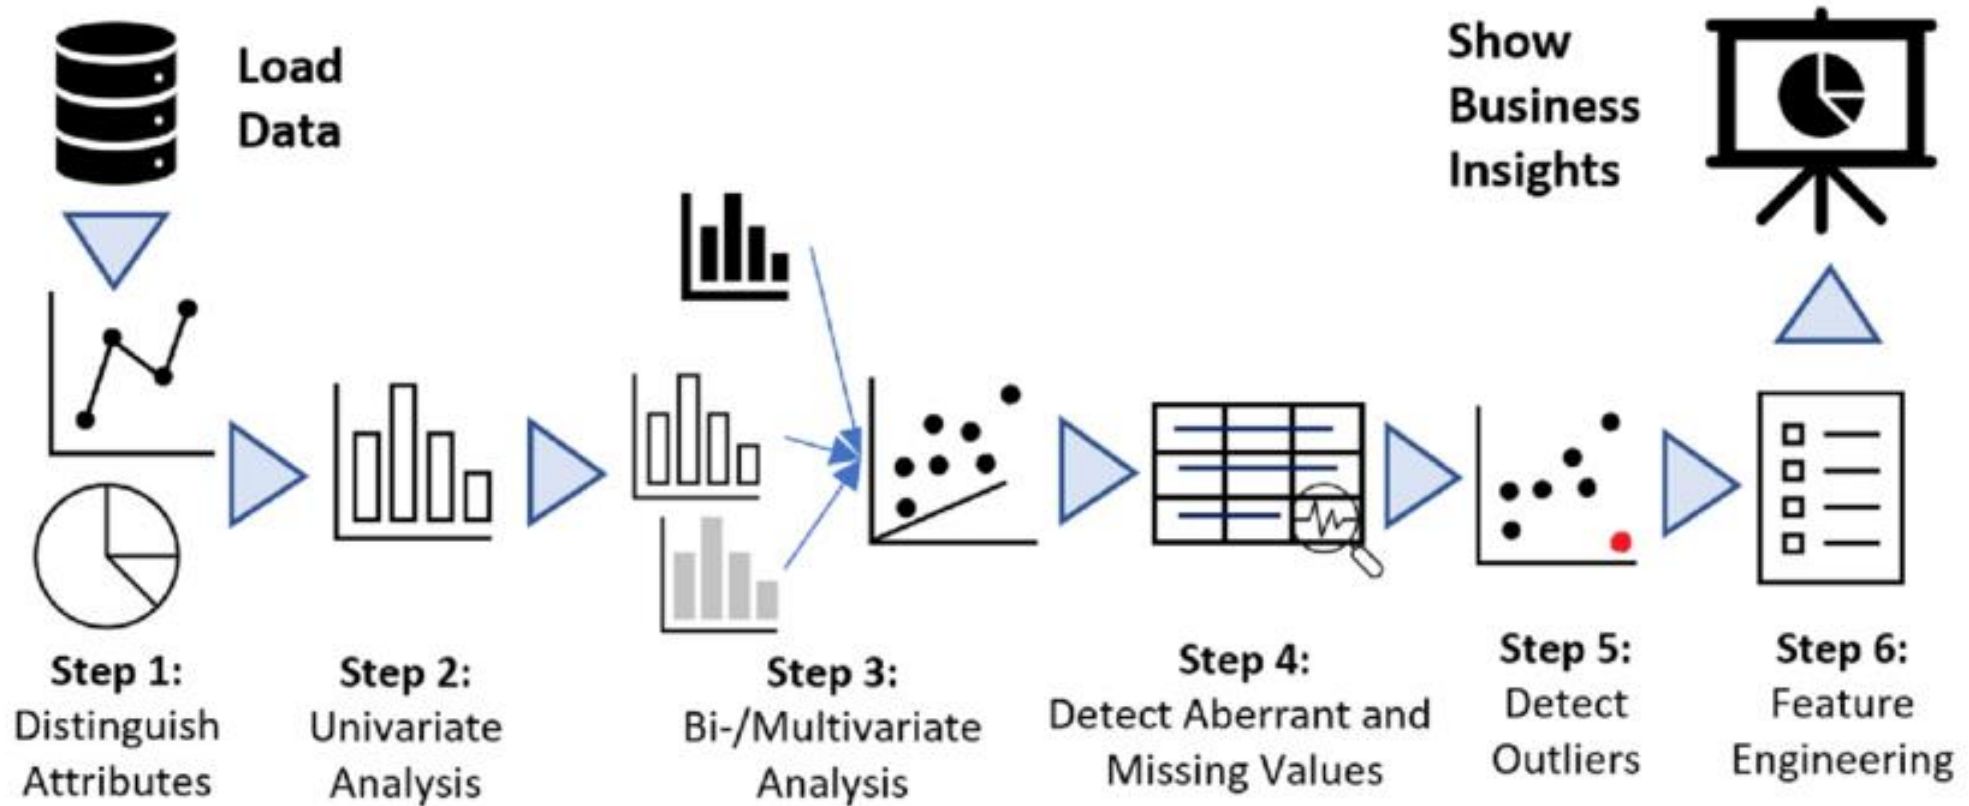 Load
Data
Show
Business
Insights
Step 1:
Distinguish
Attributes
Step 2:
Univariate
Analysis
Step 3:
Bi-/Multivariate
Analysis
Step 4:
Detect Aberrant and
Missing Values
Step 5:
Detect
Outliers
Step 6:
Feature
Engineering